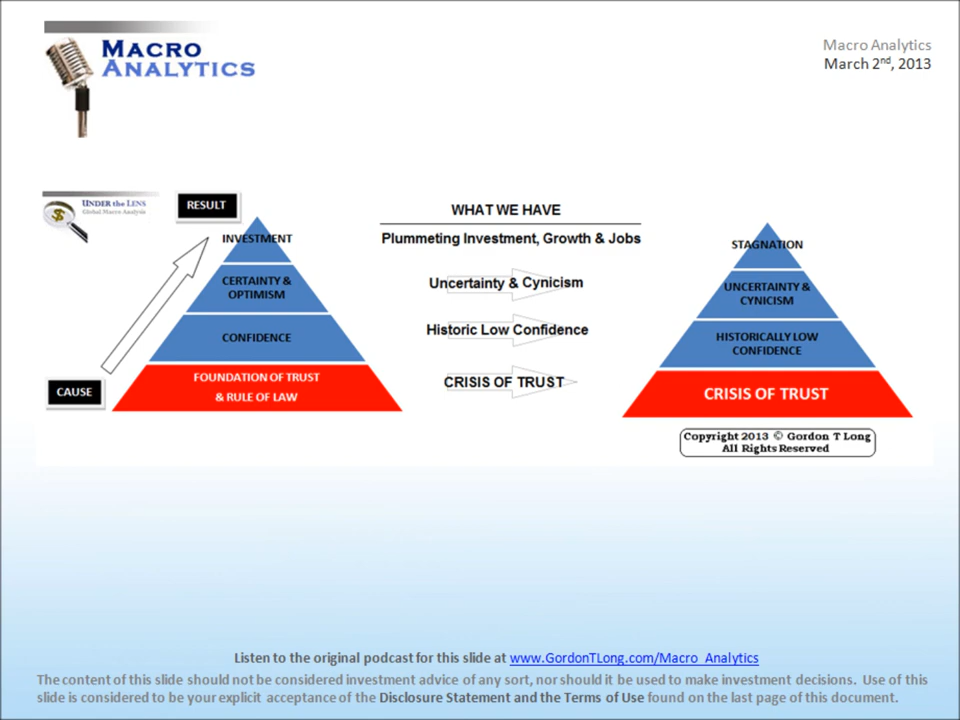 MACRO
ANALYTICS
Macro Analytics
March 2nd, 2013
UNDER the LENS
Global Macro Analysis
RESULT
INVESTMENT
CERTAINTY &
OPTIMISM
CONFIDENCE
FOUNDATION OF TRUST
& RULE OF LAW
CAUSE
WHAT WE HAVE
Plummeting Investment, Growth & Jobs
Uncertainty & Cynicism
Historic Low Confidence
CRISIS OF TRUST
STAGNATION
UNCERTAINTY &
CYNICISM
HISTORICALLY LOW
CONFIDENCE
CRISIS OF TRUST
Copyright 2013 © Gordon T Long
All Rights Reserved
Listen to the original podcast for this slide at www.GordonTLong.com/Macro_Analytics
The content of this slide should not be considered investment advice of any sort, nor should it be used to make investment decisions. Use of this
slide is considered to be your explicit acceptance of the Disclosure Statement and the Terms of Use found on the last page of this document.